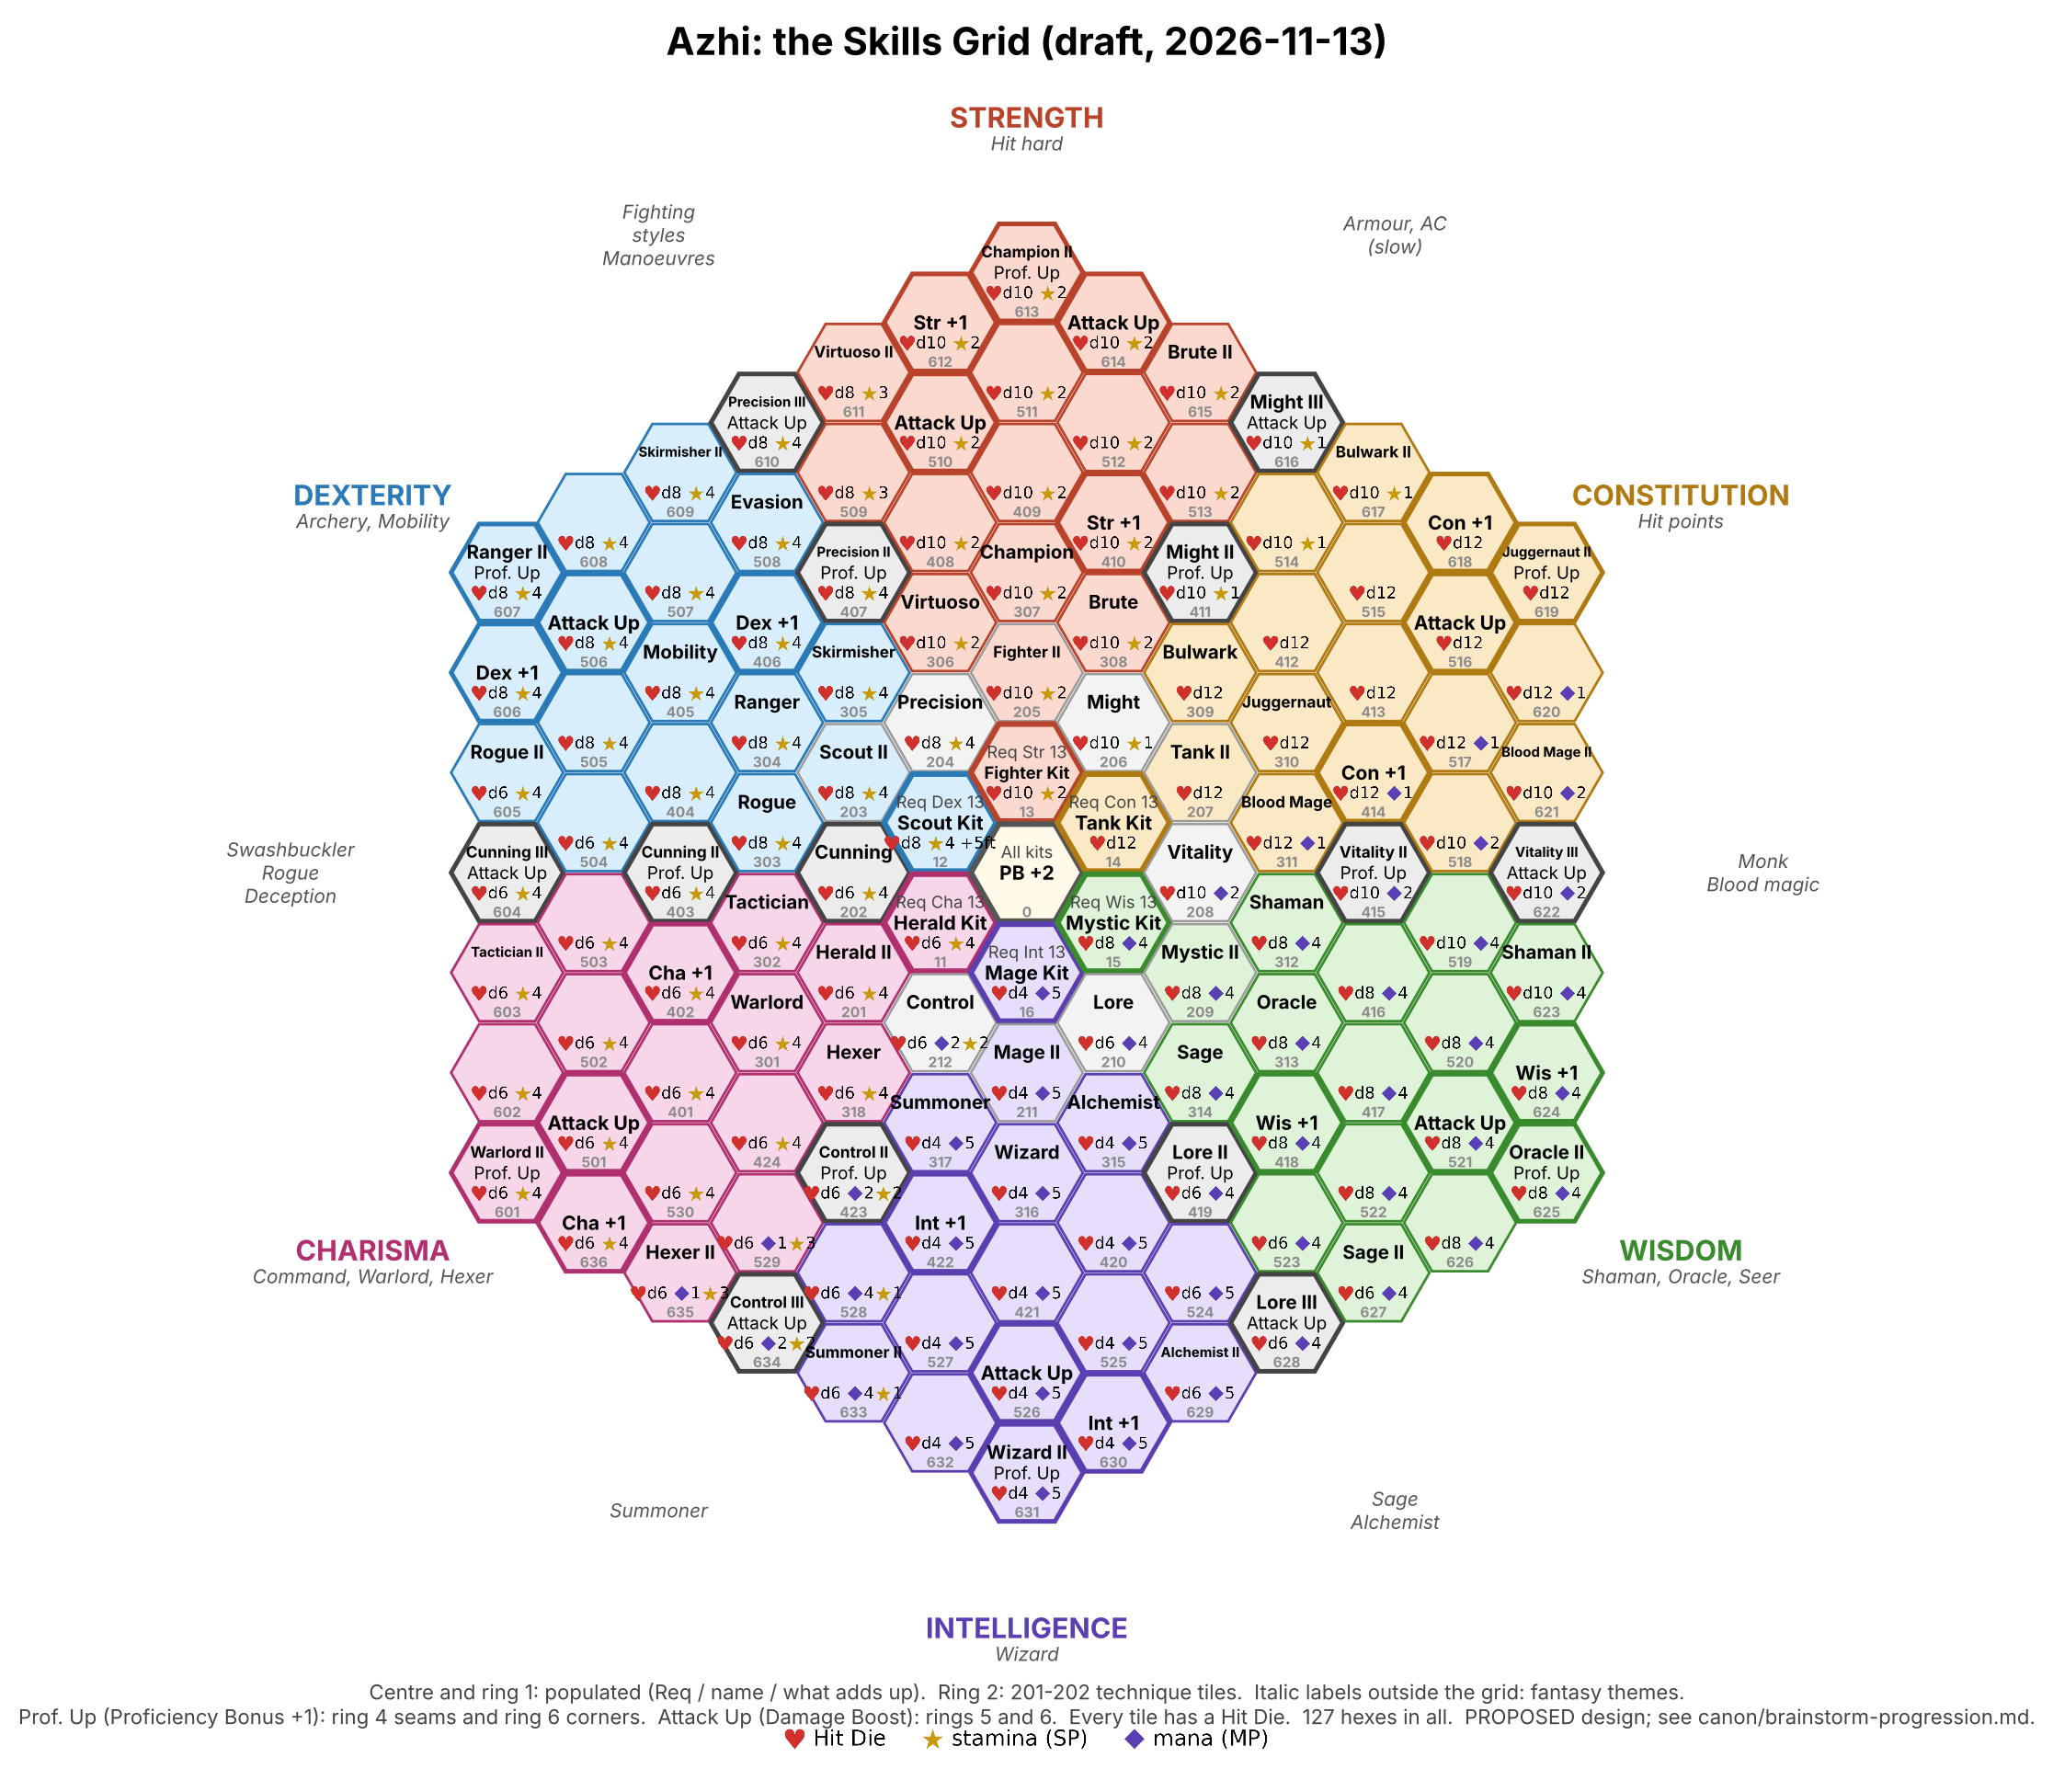 Azhi: the Skills Grid (draft, 2026-11-13)
STRENGTH
Hit hard
Fighting
styles
Manoeuvres
Armour, AC
(slow)
Champion II
Prof. Up
♥d10 ★2
613
Str +1
♥d10 ★2
612
Attack Up
♥d10 ★2
614
Virtuoso II
♥d8 ★3
611
♥d10 ★2
511
Brute II
♥d10 ★2
615
Precision III
Attack Up
♥d8 ★4
610
Attack Up
♥d10 ★2
510
♥d10 ★2
512
Might III
Attack Up
♥d10 ★1
616
Skirmisher II
♥d8 ★4
609
♥d8 ★3
509
♥d10 ★2
409
♥d10 ★2
513
Bulwark II
♥d10 ★1
617
DEXTERITY
Archery, Mobility
CONSTITUTION
Hit points
♥d8 ★4
608
Evasion
♥d8 ★4
508
♥d10 ★2
408
Str +1
♥d10 ★2
410
♥d10 ★1
514
Con +1
♥d12
618
Ranger II
Prof. Up
♥d8 ★4
607
♥d8 ★4
507
Precision II
Prof. Up
♥d8 ★4
407
Champion
♥d10 ★2
307
Might II
Prof. Up
♥d10 ★1
411
♥d12
515
Juggernaut II
Prof. Up
♥d12
619
Attack Up
♥d8 ★4
506
Dex +1
♥d8 ★4
406
Virtuoso
♥d10 ★2
306
Brute
♥d10 ★2
308
♥d12
412
Attack Up
♥d12
516
Dex +1
♥d8 ★4
606
Mobility
♥d8 ★4
405
Skirmisher
♥d8 ★4
305
Fighter II
♥d10 ★2
205
Bulwark
♥d12
309
♥d12
413
♥d12 ◆1
620
♥d8 ★4
505
Ranger
♥d8 ★4
304
Precision
♥d8 ★4
204
Might
♥d10 ★1
206
Juggernaut
♥d12
310
♥d12 ◆1
517
Rogue II
♥d6 ★4
605
♥d8 ★4
404
Scout II
♥d8 ★4
203
Req Str 13
Fighter Kit
♥d10 ★2
13
Tank II
♥d12
207
Con +1
♥d12 ◆1
414
Blood Mage II
♥d10 ◆2
621
♥d6 ★4
504
Rogue
♥d8 ★4
303
Req Dex 13
Scout Kit
♥d8 ★4 +5ft
12
Req Con 13
Tank Kit
♥d12
14
Blood Mage
♥d12 ◆1
311
♥d10 ◆2
518
Swashbuckler
Rogue
Deception
Cunning III
Attack Up
♥d6 ★4
604
Cunning II
Prof. Up
♥d6 ★4
403
Cunning
♥d6 ★4
202
All kits
PB +2
0
Vitality
♥d10 ◆2
208
Vitality II
Prof. Up
♥d10 ◆2
415
Vitality III
Attack Up
♥d10 ◆2
622
Monk
Blood magic
♥d6 ★4
503
Tactician
♥d6 ★4
302
Req Cha 13
Herald Kit
♥d6 ★4
11
Req Wis 13
Mystic Kit
♥d8 ◆4
15
Shaman
♥d8 ◆4
312
♥d10 ◆4
519
Tactician II
♥d6 ★4
603
Cha +1
♥d6 ★4
402
Herald II
♥d6 ★4
201
Req Int 13
Mage Kit
♥d4 ◆5
16
Mystic II
♥d8 ◆4
209
♥d8 ◆4
416
Shaman II
♥d10 ◆4
623
♥d6 ★4
502
Warlord
♥d6 ★4
301
Control
♥d6 ◆2 ★2
212
Lore
♥d6 ◆4
210
Oracle
♥d8 ◆4
313
♥d8 ◆4
520
♥d6 ★4
602
♥d6 ★4
401
Hexer
♥d6 ★4
318
Mage II
♥d4 ◆5
211
Sage
♥d8 ◆4
314
♥d8 ◆4
417
Wis +1
♥d8 ◆4
624
Attack Up
♥d6 ★4
501
♥d6 ★4
424
Summoner
♥d4 ◆5
317
Alchemist
♥d4 ◆5
315
Wis +1
♥d8 ◆4
418
Attack Up
♥d8 ◆4
521
Warlord II
Prof. Up
♥d6 ★4
601
♥d6 ★4
530
Control II
Prof. Up
♥d6 ◆2 ★2
423
Wizard
♥d4 ◆5
316
Lore II
Prof. Up
♥d6 ◆4
419
♥d8 ◆4
522
Oracle II
Prof. Up
♥d8 ◆4
625
Cha +1
♥d6 ★4
636
♥d6 ◆1 ★3
529
Int +1
♥d4 ◆5
422
♥d4 ◆5
420
♥d6 ◆4
523
♥d8 ◆4
626
CHARISMA
Command, Warlord, Hexer
WISDOM
Shaman, Oracle, Seer
Hexer II
♥d6 ◆1 ★3
635
♥d6 ◆4 ★1
528
♥d4 ◆5
421
♥d6 ◆5
524
Sage II
♥d6 ◆4
627
Control III
Attack Up
♥d6 ◆2 ★2
634
♥d4 ◆5
527
♥d4 ◆5
525
Lore III
Attack Up
♥d6 ◆4
628
Summoner II
♥d6 ◆4 ★1
633
Attack Up
♥d4 ◆5
526
Alchemist II
♥d6 ◆5
629
♥d4 ◆5
632
Int +1
♥d4 ◆5
630
Wizard II
Prof. Up
♥d4 ◆5
631
Summoner
Sage
Alchemist
INTELLIGENCE
Wizard
Centre and ring 1: populated (Req / name / what adds up).  Ring 2: 201-202 technique tiles.  Italic labels outside the grid: fantasy themes.
Prof. Up (Proficiency Bonus +1): ring 4 seams and ring 6 corners.  Attack Up (Damage Boost): rings 5 and 6.  Every tile has a Hit Die.  127 hexes in all.  PROPOSED design; see canon/brainstorm-progression.md.
♥ Hit Die ★ stamina (SP) ◆ mana (MP)